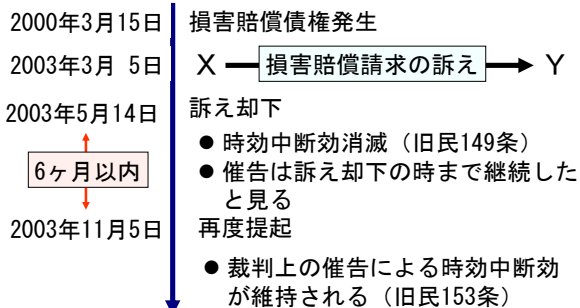 2000年3月15日 損害賠償債権発生
2003年3月 5日 X 損害賠償請求の訴え Y
2003年5月14日 訴え却下
● 時効中断効消滅（旧民149条）
● 催告は訴え却下の時まで継続した
と見る
6ヶ月以内
2003年11月5日 再度提起
● 裁判上の催告による時効中断効
が維持される（旧民153条）